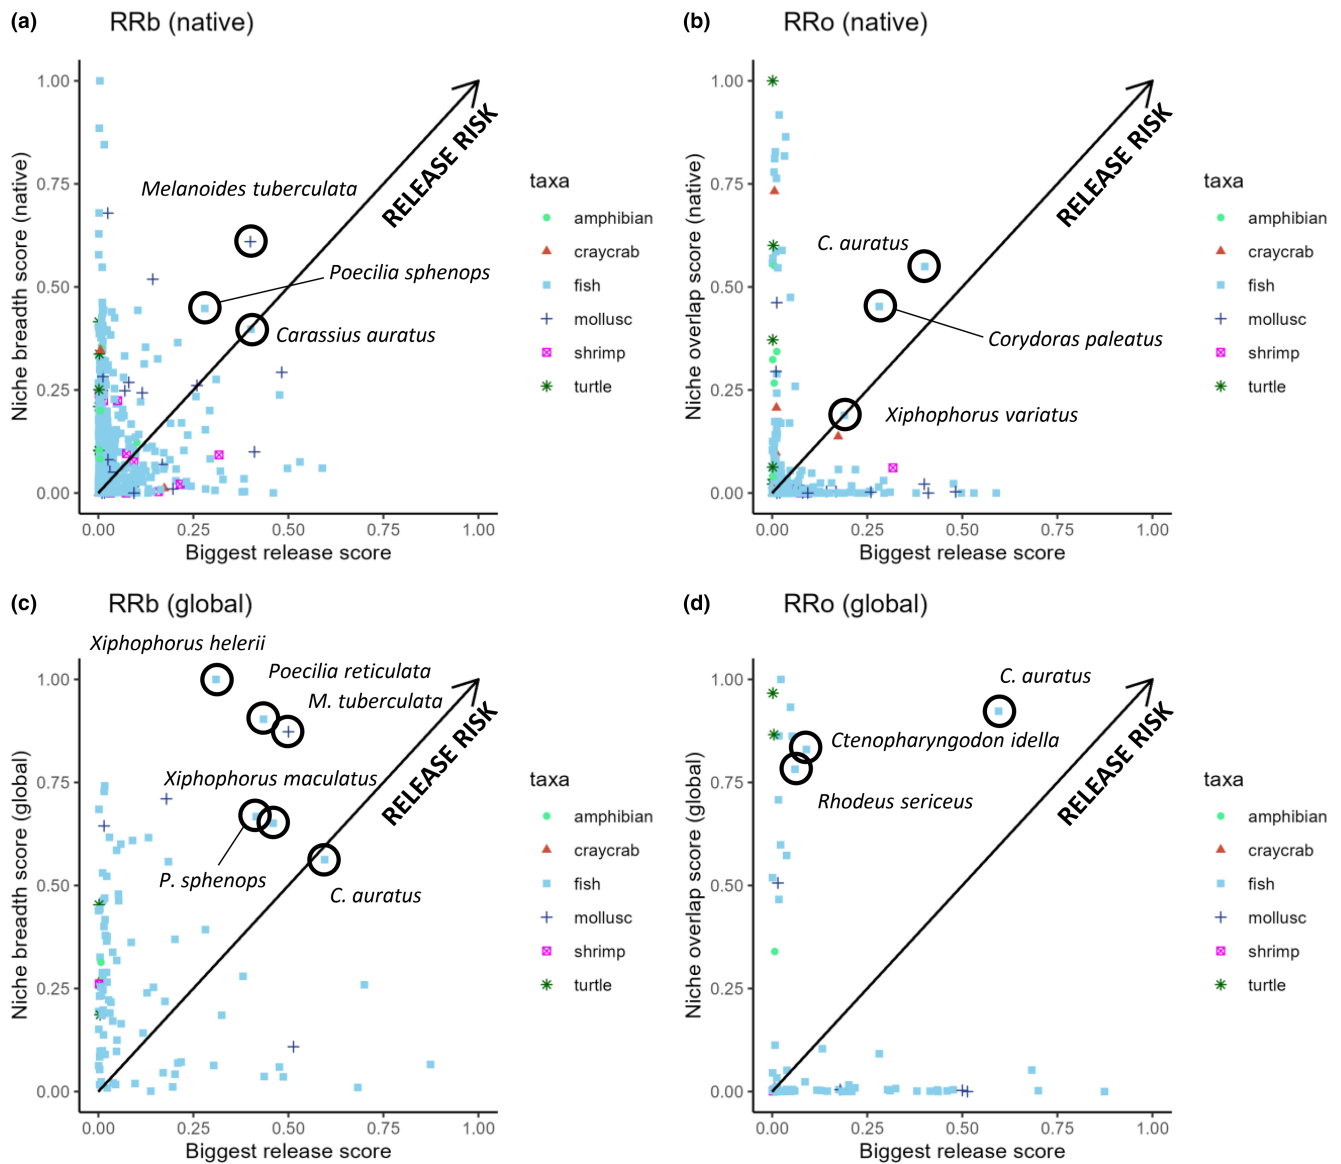 (a) RRb (native)
1.00
0.75
0.50
0.25
0.00
Niche breadth score (native)
Melanoides tuberculata
Poecilia sphenops
Carassius auratus
RELEASE RISK
0.00 0.25 0.50 0.75 1.00
Biggest release score
taxa
amphibian
craycrab
fish
mollusc
shrimp
turtle
(b) RRo (native)
1.00
0.75
0.50
0.25
0.00
Niche overlap score (native)
C. auratus
Corydoras paleatus
Xiphophorus variatus
RELEASE RISK
0.00 0.25 0.50 0.75 1.00
Biggest release score
taxa
amphibian
craycrab
fish
mollusc
shrimp
turtle
(c) RRb (global)
1.00
0.75
0.50
0.25
0.00
Niche breadth score (global)
Xiphophorus helerii
Poecilia reticulata
M. tuberculata
Xiphophorus maculatus
P. sphenops
C. auratus
RELEASE RISK
0.00 0.25 0.50 0.75 1.00
Biggest release score
taxa
amphibian
craycrab
fish
mollusc
shrimp
turtle
(d) RRo (global)
1.00
0.75
0.50
0.25
0.00
Niche overlap score (global)
C. auratus
Ctenopharyngodon idella
Rhodeus sericeus
RELEASE RISK
0.00 0.25 0.50 0.75 1.00
Biggest release score
taxa
amphibian
craycrab
fish
mollusc
shrimp
turtle